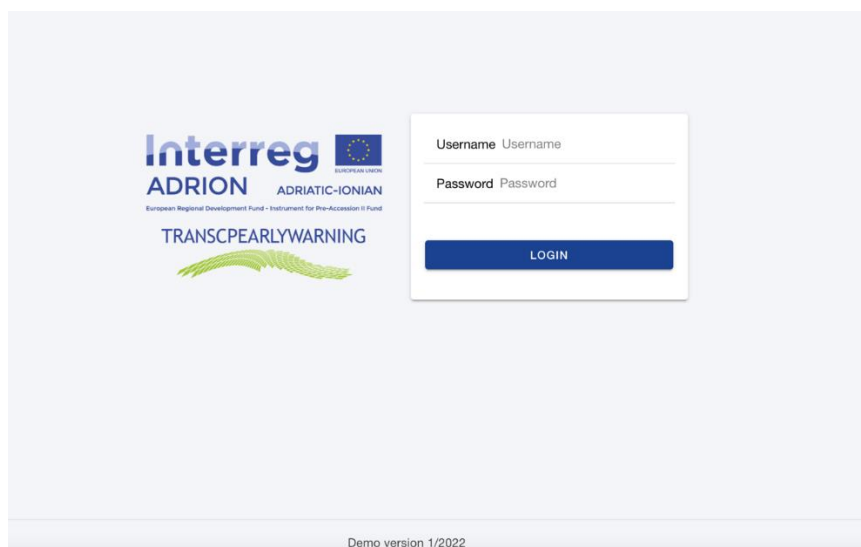 Interreg
EUROPEAN UNION
ADRION ADRIATIC-IONIAN
European Regional Development Fund - Instrument for Pre-Accession II Fund
TRANSCPEARLYWARNING
Username Username
Password Password
LOGIN
Demo version 1/2022